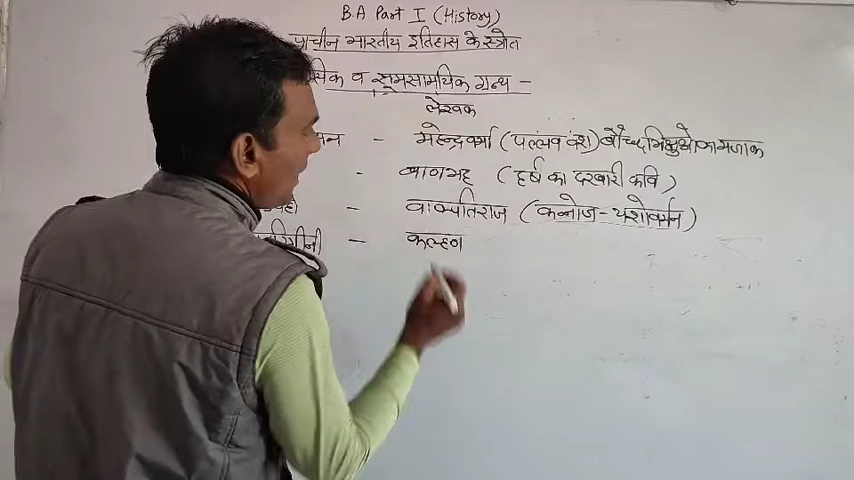 B.A Part I (History)
प्राचीन भारतीय इतिहास के स्त्रोत
व समसामयिक ग्रन्थ -
लेखक
- महेन्द्रवर्मा (पल्लव वंश) बौद्ध भिक्षुओ का मजाक
- बाणभट्ट (हर्ष का दरबारी कवि)
- वाक्पतिराज (कन्नौज - यशोवर्मन)
- कल्हण